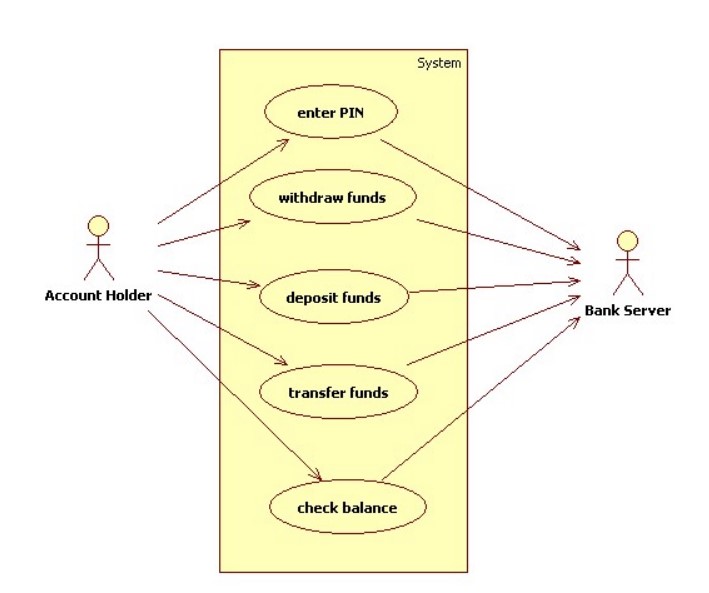 System
enter PIN
withdraw funds
Account Holder
deposit funds
Bank Server
transfer funds
check balance